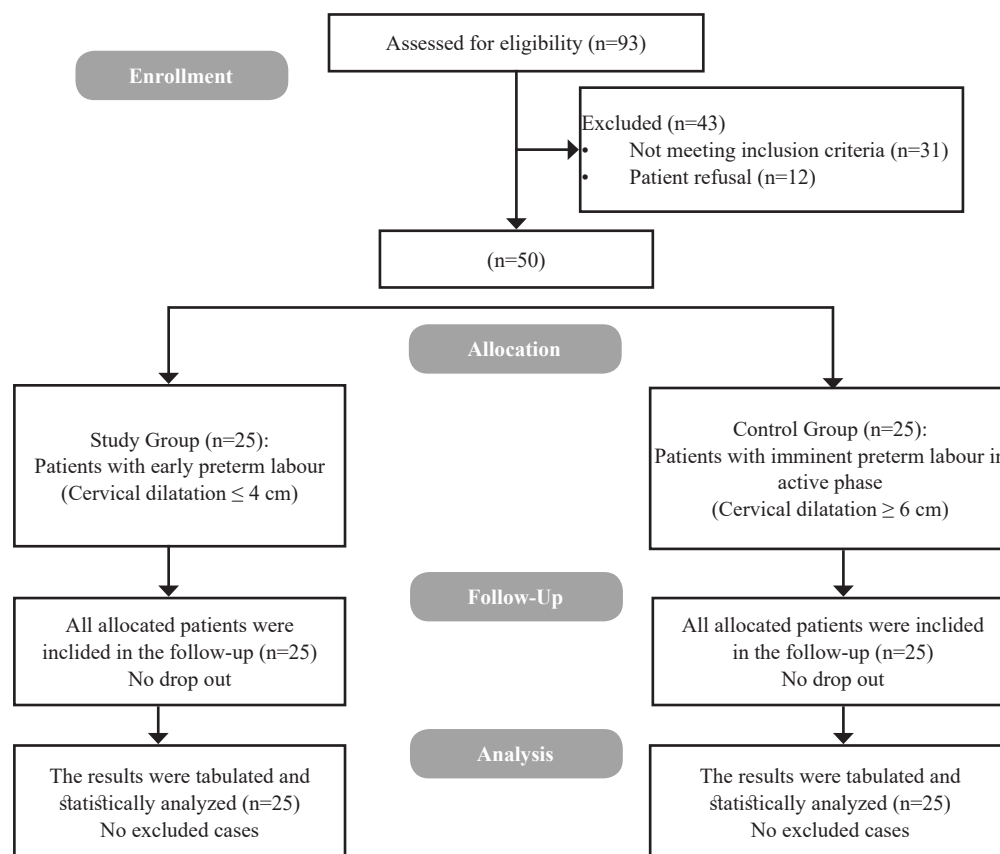 Assessed for eligibility (n=93)
Enrollment
Excluded (n=43)
• Not meeting inclusion criteria (n=31)
• Patient refusal (n=12)
(n=50)
Allocation
Study Group (n=25):
Patients with early preterm labour
(Cervical dilatation ≤ 4 cm)
Control Group (n=25):
Patients with imminent preterm labour in
active phase
(Cervical dilatation ≥ 6 cm)
Follow-Up
All allocated patients were
inclided in the follow-up (n=25)
No drop out
All allocated patients were inclided
in the follow-up (n=25)
No drop out
Analysis
The results were tabulated and
statistically analyzed (n=25)
No excluded cases
The results were tabulated and
statistically analyzed (n=25)
No excluded cases